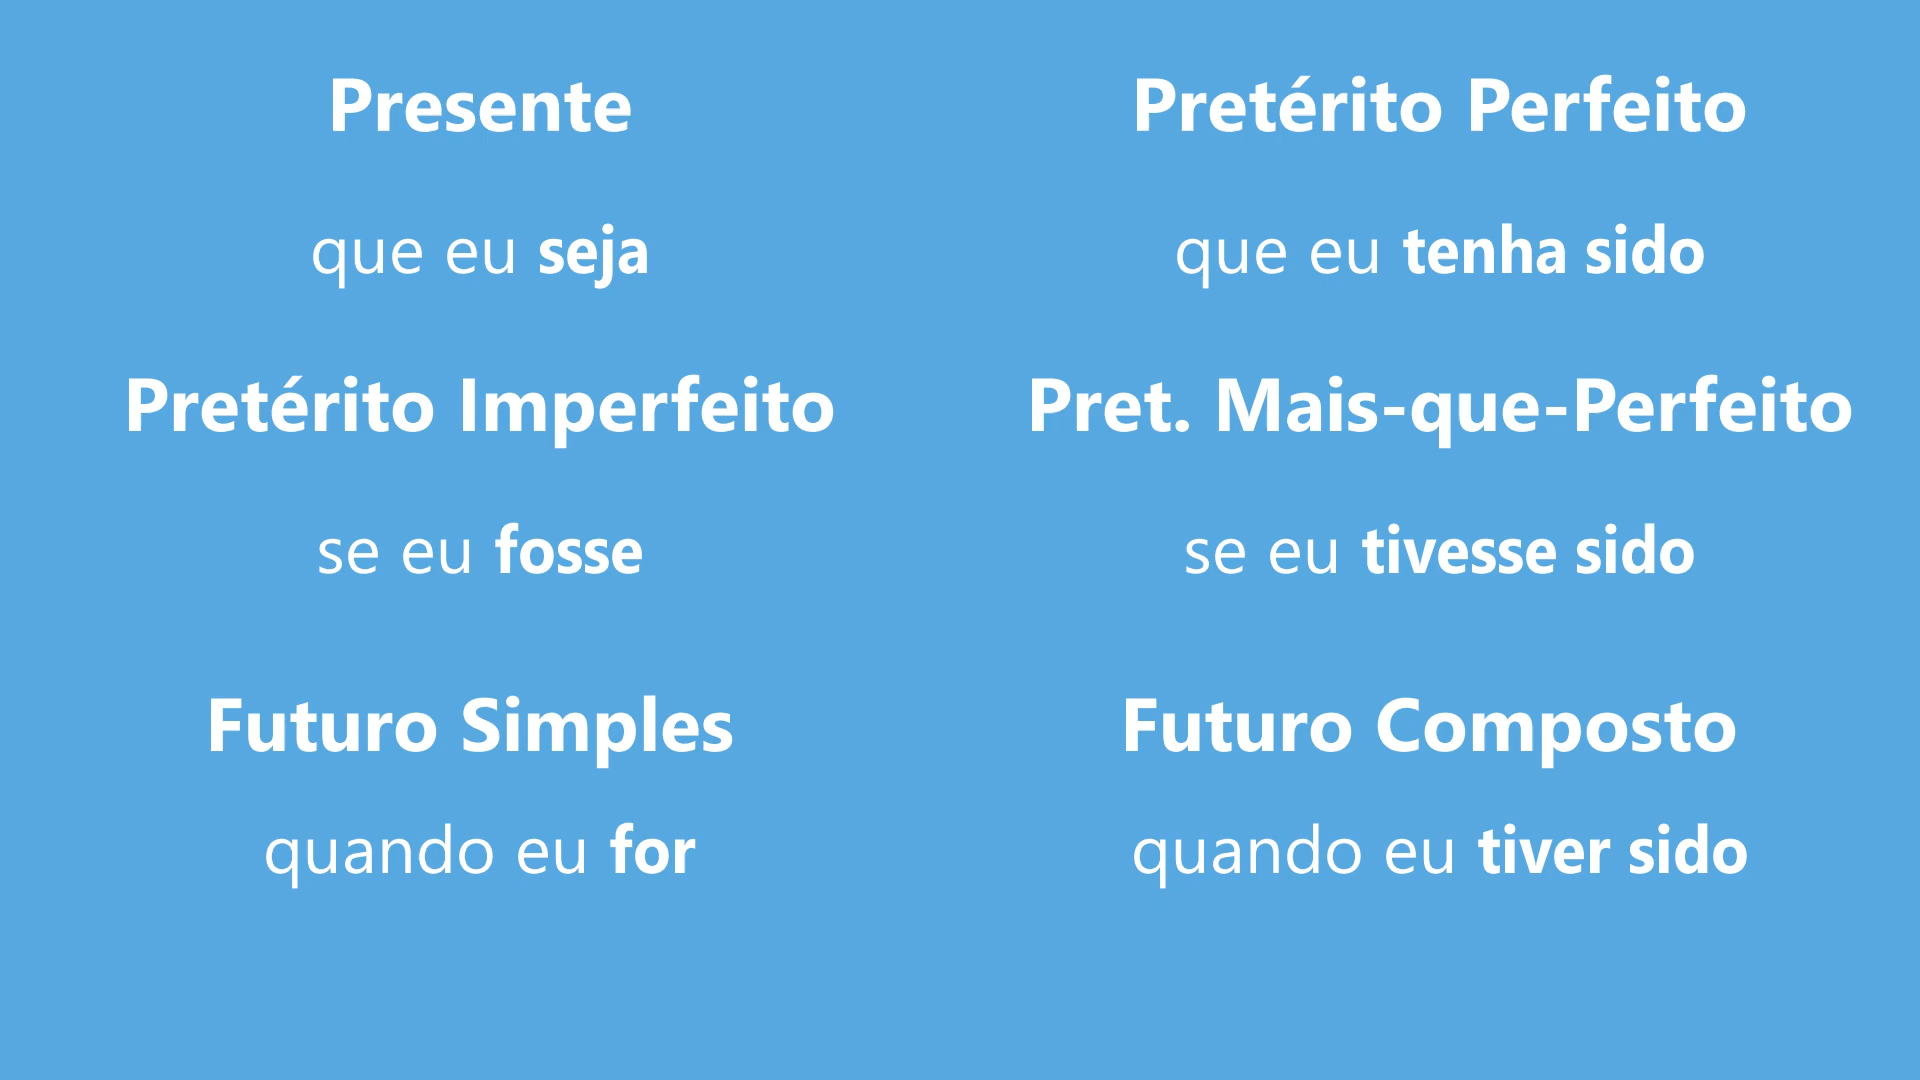 Presente
que eu seja
Pretérito Imperfeito
se eu fosse
Futuro Simples
quando eu for
Pretérito Perfeito
que eu tenha sido
Pret. Mais-que-Perfeito
se eu tivesse sido
Futuro Composto
quando eu tiver sido